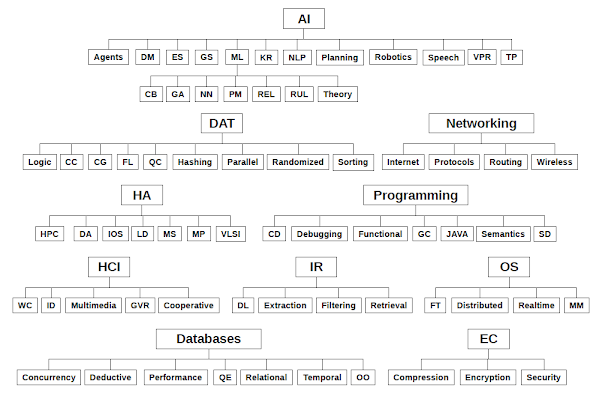 AI
Agents DM ES GS ML KR NLP Planning Robotics Speech VPR TP
CB GA NN PM REL RUL Theory
DAT Networking
Logic CC CG FL QC Hashing Parallel Randomized Sorting Internet Protocols Routing Wireless
HA Programming
HPC DA IOS LD MS MP VLSI CD Debugging Functional GC JAVA Semantics SD
HCI IR OS
WC ID Multimedia GVR Cooperative DL Extraction Filtering Retrieval FT Distributed Realtime MM
Databases EC
Concurrency Deductive Performance QE Relational Temporal OO Compression Encryption Security